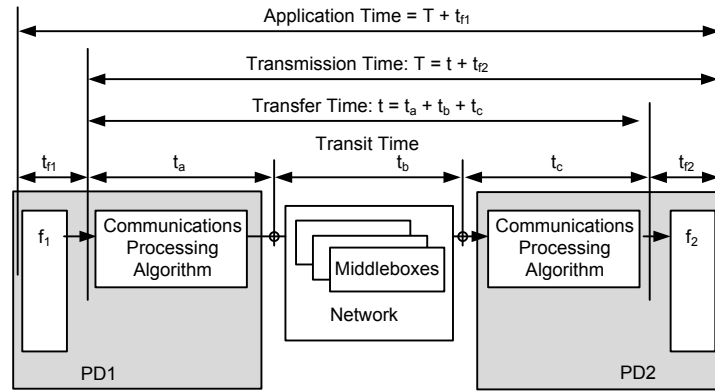 Application Time = T + tf1
Transmission Time: T = t + tf2
Transfer Time: t = ta + tb + tc
Transit Time
tf1
ta
tb
tc
tf2
f1
Communications
Processing
Algorithm
Middleboxes
Network
Communications
Processing
Algorithm
f2
PD1
PD2